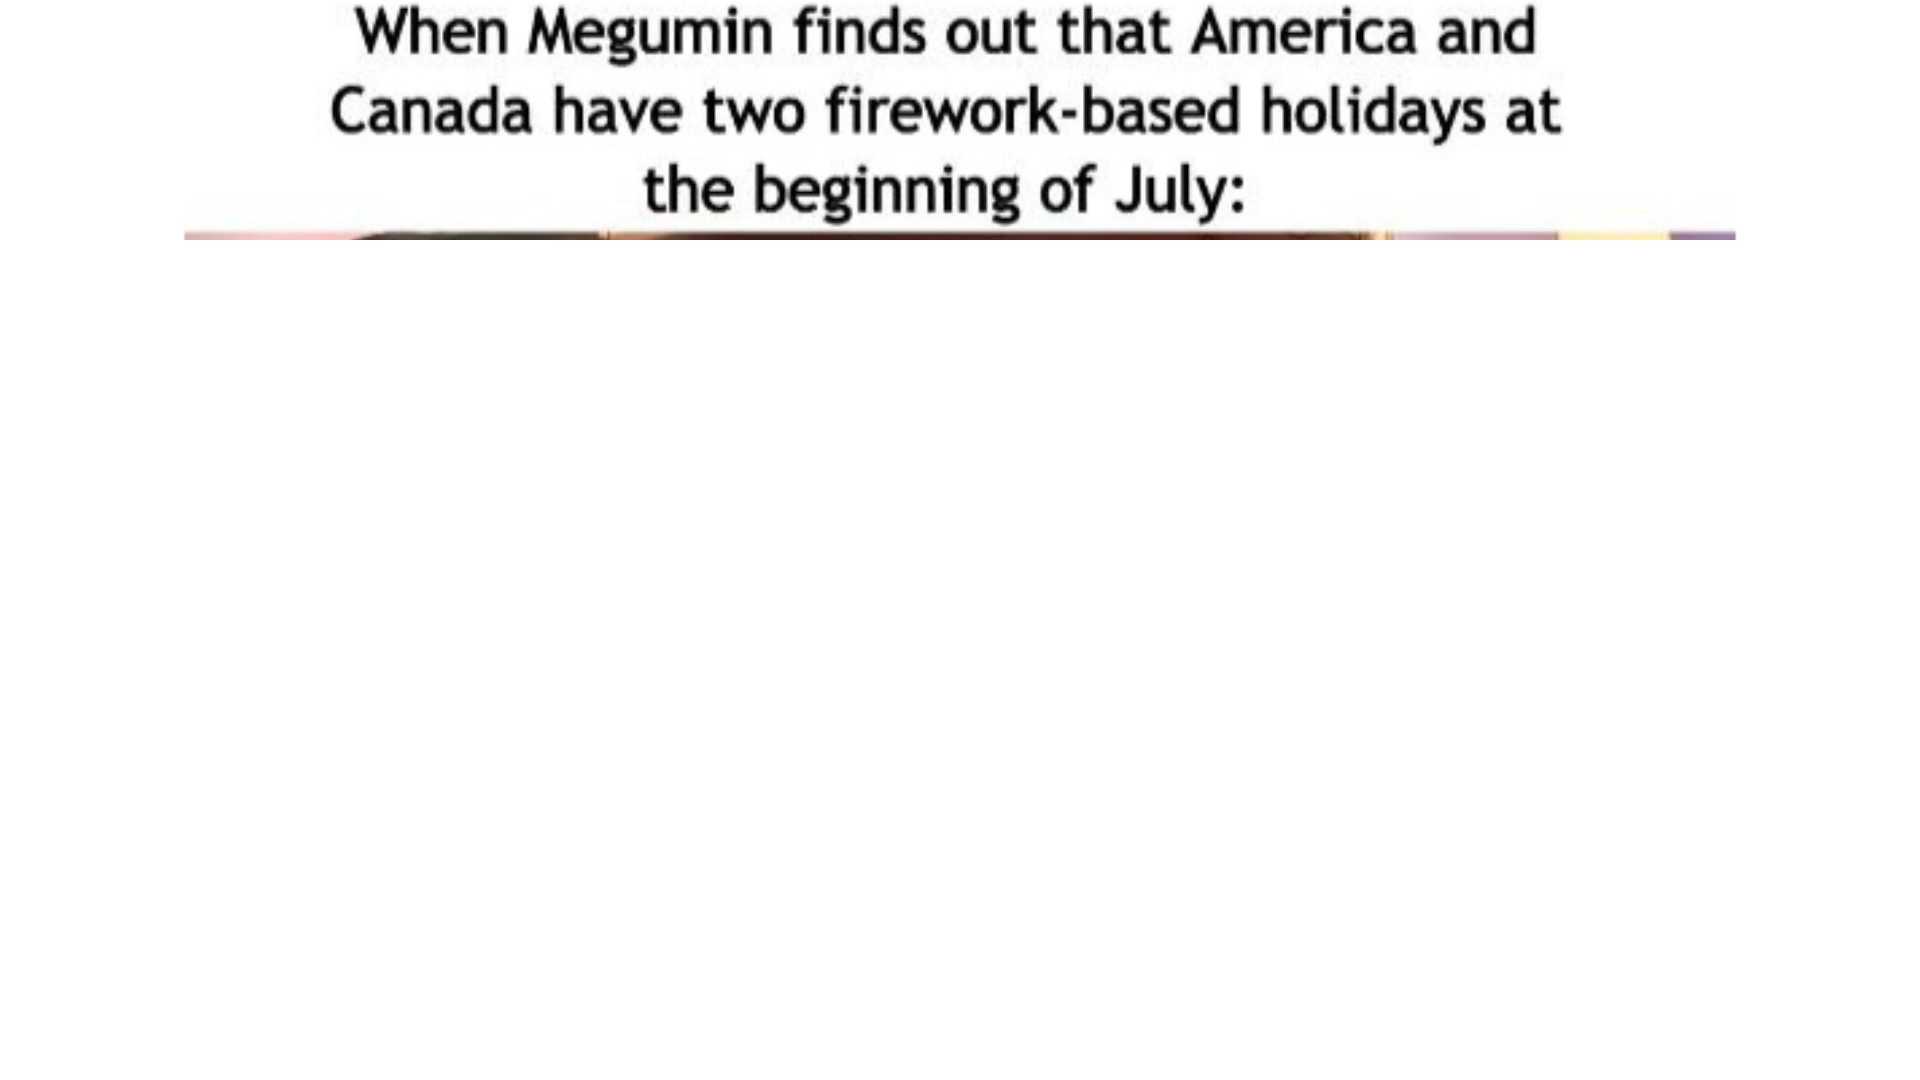 When Megumin finds out that America and
Canada have two firework-based holidays at
the beginning of July: